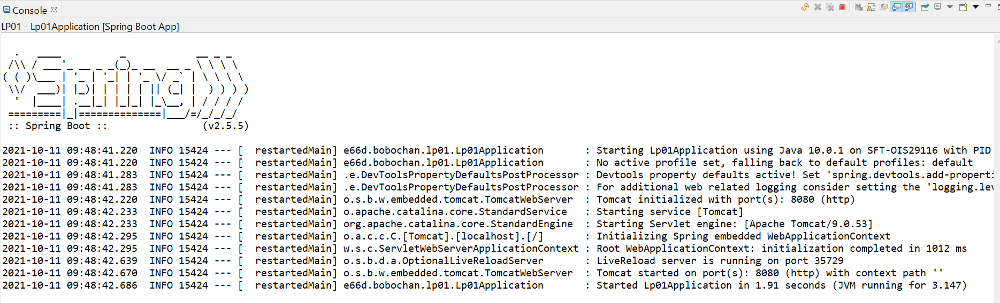 Console
LP01 - Lp01Application [Spring Boot App]
  .   ____          _            __ _ _
 /\\ / ___'_ __ _ _(_)_ __  __ _ \ \ \ \
( ( )\___ | '_ | '_| | '_ \/ _` | \ \ \ \
 \\/  ___)| |_)| | | | | || (_| |  ) ) ) )
  '  |____| .__|_| |_|_| |_\__, | / / / /
 =========|_|==============|___/=/_/_/_/
 :: Spring Boot ::                (v2.5.5)
2021-10-11 09:48:41.220  INFO 15424 --- [  restartedMain] e66d.bobochan.lp01.Lp01Application       : Starting Lp01Application using Java 10.0.1 on SFT-OIS29116 with PID
2021-10-11 09:48:41.220  INFO 15424 --- [  restartedMain] e66d.bobochan.lp01.Lp01Application       : No active profile set, falling back to default profiles: default
2021-10-11 09:48:41.283  INFO 15424 --- [  restartedMain] .e.DevToolsPropertyDefaultsPostProcessor : Devtools property defaults active! Set 'spring.devtools.add-properti
2021-10-11 09:48:41.283  INFO 15424 --- [  restartedMain] .e.DevToolsPropertyDefaultsPostProcessor : For additional web related logging consider setting the 'logging.lev
2021-10-11 09:48:42.220  INFO 15424 --- [  restartedMain] o.s.b.w.embedded.tomcat.TomcatWebServer  : Tomcat initialized with port(s): 8080 (http)
2021-10-11 09:48:42.233  INFO 15424 --- [  restartedMain] o.apache.catalina.core.StandardService   : Starting service [Tomcat]
2021-10-11 09:48:42.233  INFO 15424 --- [  restartedMain] org.apache.catalina.core.StandardEngine  : Starting Servlet engine: [Apache Tomcat/9.0.53]
2021-10-11 09:48:42.295  INFO 15424 --- [  restartedMain] o.a.c.c.C.[Tomcat].[localhost].[/]       : Initializing Spring embedded WebApplicationContext
2021-10-11 09:48:42.295  INFO 15424 --- [  restartedMain] w.s.c.ServletWebServerApplicationContext : Root WebApplicationContext: initialization completed in 1012 ms
2021-10-11 09:48:42.639  INFO 15424 --- [  restartedMain] o.s.b.d.a.OptionalLiveReloadServer       : LiveReload server is running on port 35729
2021-10-11 09:48:42.670  INFO 15424 --- [  restartedMain] o.s.b.w.embedded.tomcat.TomcatWebServer  : Tomcat started on port(s): 8080 (http) with context path ''
2021-10-11 09:48:42.686  INFO 15424 --- [  restartedMain] e66d.bobochan.lp01.Lp01Application       : Started Lp01Application in 1.91 seconds (JVM running for 3.147)